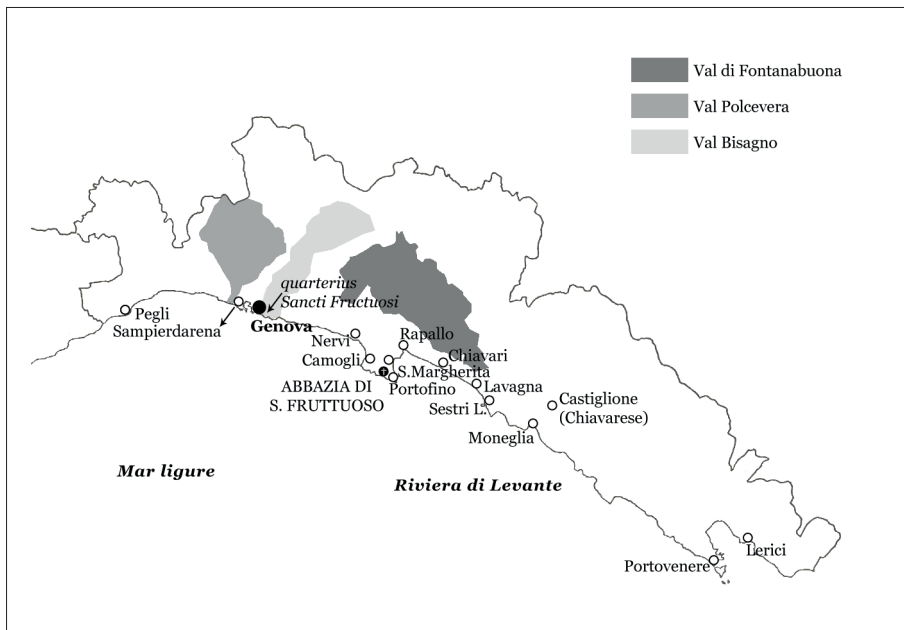 Val di Fontanabuona
Val Polcevera
Val Bisagno
quarterius
Sancti Fructuosi
Pegli
Sampierdarena
Genova
Nervi
Rapallo
Camogli
Chiavari
S.Margherita
ABBAZIA DI
S. FRUTTUOSO
Portofino
Lavagna
Sestri L.
Castiglione
(Chiavarese)
Moneglia
Mar ligure
Riviera di Levante
Lerici
Portovenere